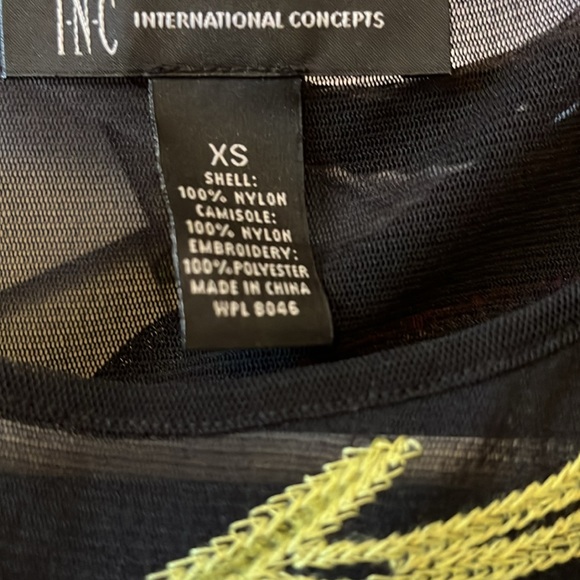 I·N·C INTERNATIONAL CONCEPTS
XS
SHELL:
100% NYLON
CAMISOLE:
100% NYLON
EMBROIDERY:
100% POLYESTER
MADE IN CHINA
WPL 8046